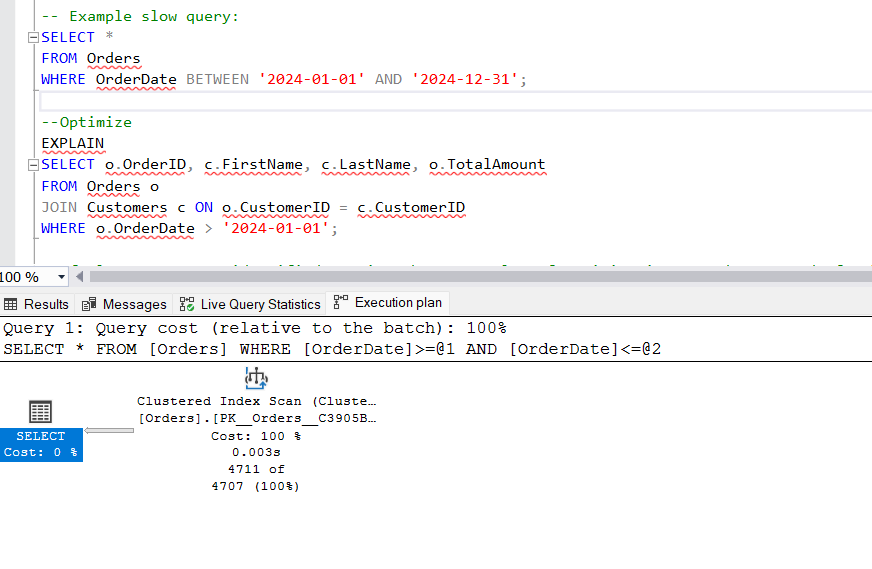 -- Example slow query:
SELECT *
FROM Orders
WHERE OrderDate BETWEEN '2024-01-01' AND '2024-12-31';
--Optimize
EXPLAIN
SELECT o.OrderID, c.FirstName, c.LastName, o.TotalAmount
FROM Orders o
JOIN Customers c ON o.CustomerID = c.CustomerID
WHERE o.OrderDate > '2024-01-01';
100 %
Results Messages Live Query Statistics Execution plan
Query 1: Query cost (relative to the batch): 100%
SELECT * FROM [Orders] WHERE [OrderDate]>=@1 AND [OrderDate]<=@2
Clustered Index Scan (Cluste…
[Orders].[PK__Orders__C3905B…
Cost: 100 %
0.003s
4711 of
4707 (100%)
SELECT
Cost: 0 %